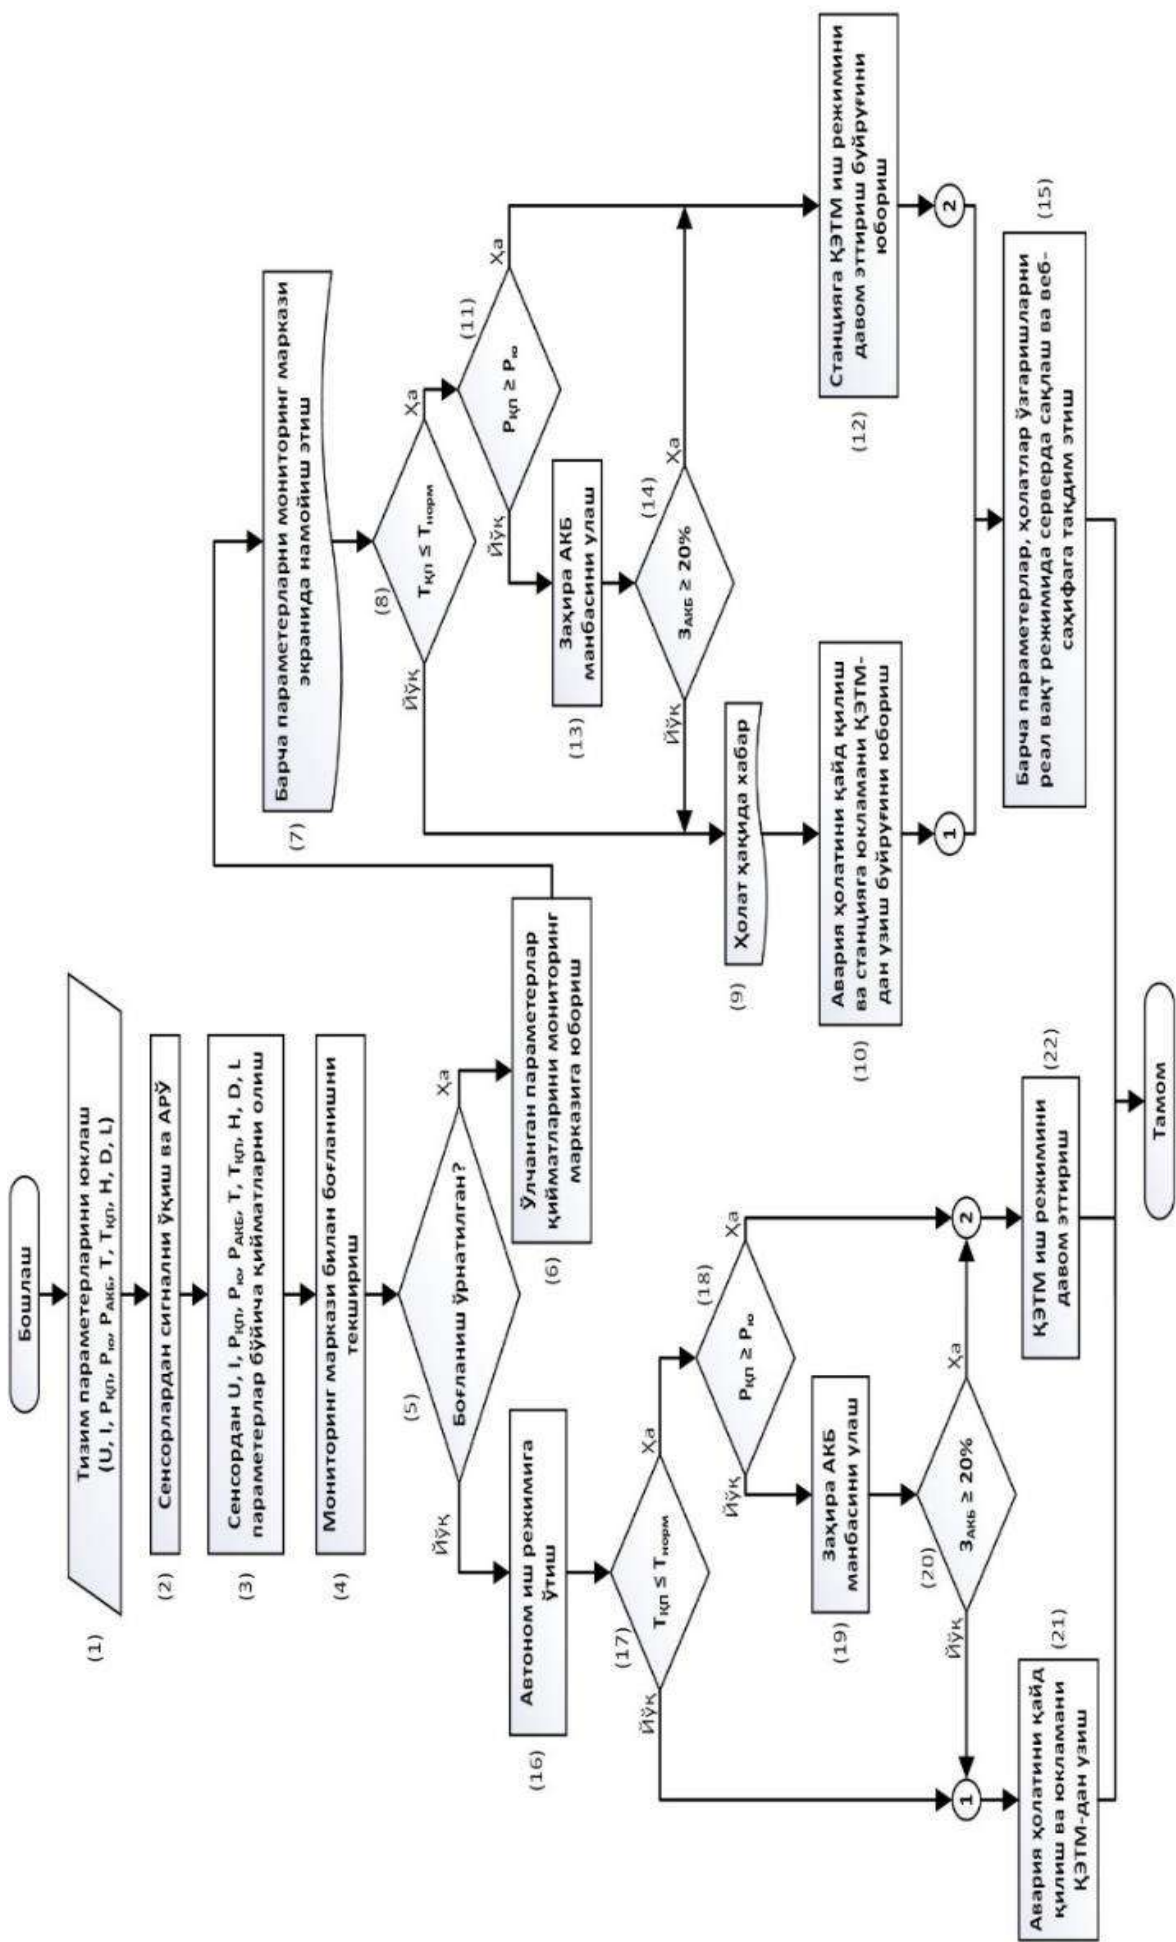 Бошлаш
(1)
Тизим параметерларини юклаш
(U, I, Pқп, Pю, PАКБ, T, Tқп, H, D, L)
(2)
Сенсорлардан сигнални ўқиш ва АРЎ
(3)
Сенсордан U, I, Pқп, Pю, PАКБ, T, Tқп, H, D, L
параметерлар бўйича қийматларни олиш
(4)
Мониторинг маркази билан боғланишни
текшириш
(5)
Боғланиш ўрнатилган?
Йўқ
Ҳа
(6)
Ўлчанган параметерлар
қийматларини мониторинг
марказига юбориш
(7)
Барча параметерларни мониторинг маркази
экранида намойиш этиш
(8)
Tқп ≤ Tнорм
Йўқ
Ҳа
(11)
Pқп ≥ Pю
Йўқ
Ҳа
(13)
Заҳира АКБ
манбасини улаш
(14)
ЗАКБ ≥ 20%
Йўқ
Ҳа
(9)
Ҳолат ҳақида хабар
(10)
Авария ҳолатини қайд қилиш
ва станцияга юкламани ҚЭТМ-
дан узиш буйруғини юбориш
(12)
Станцияга ҚЭТМ иш режимини
давом эттириш буйруғини
юбориш
1
2
(15)
Барча параметерлар, ҳолатлар ўзгаришларни
реал вақт режимида серверда сақлаш ва веб-
саҳифага тақдим этиш
(16)
Автоном иш режимига
ўтиш
(17)
Tқп ≤ Tнорм
Йўқ
Ҳа
(18)
Pқп ≥ Pю
Йўқ
Ҳа
(19)
Заҳира АКБ
манбасини улаш
(20)
ЗАКБ ≥ 20%
Йўқ
Ҳа
1
2
(21)
Авария ҳолатини қайд
қилиш ва юкламани
ҚЭТМ-дан узиш
(22)
ҚЭТМ иш режимини
давом эттириш
Тамом